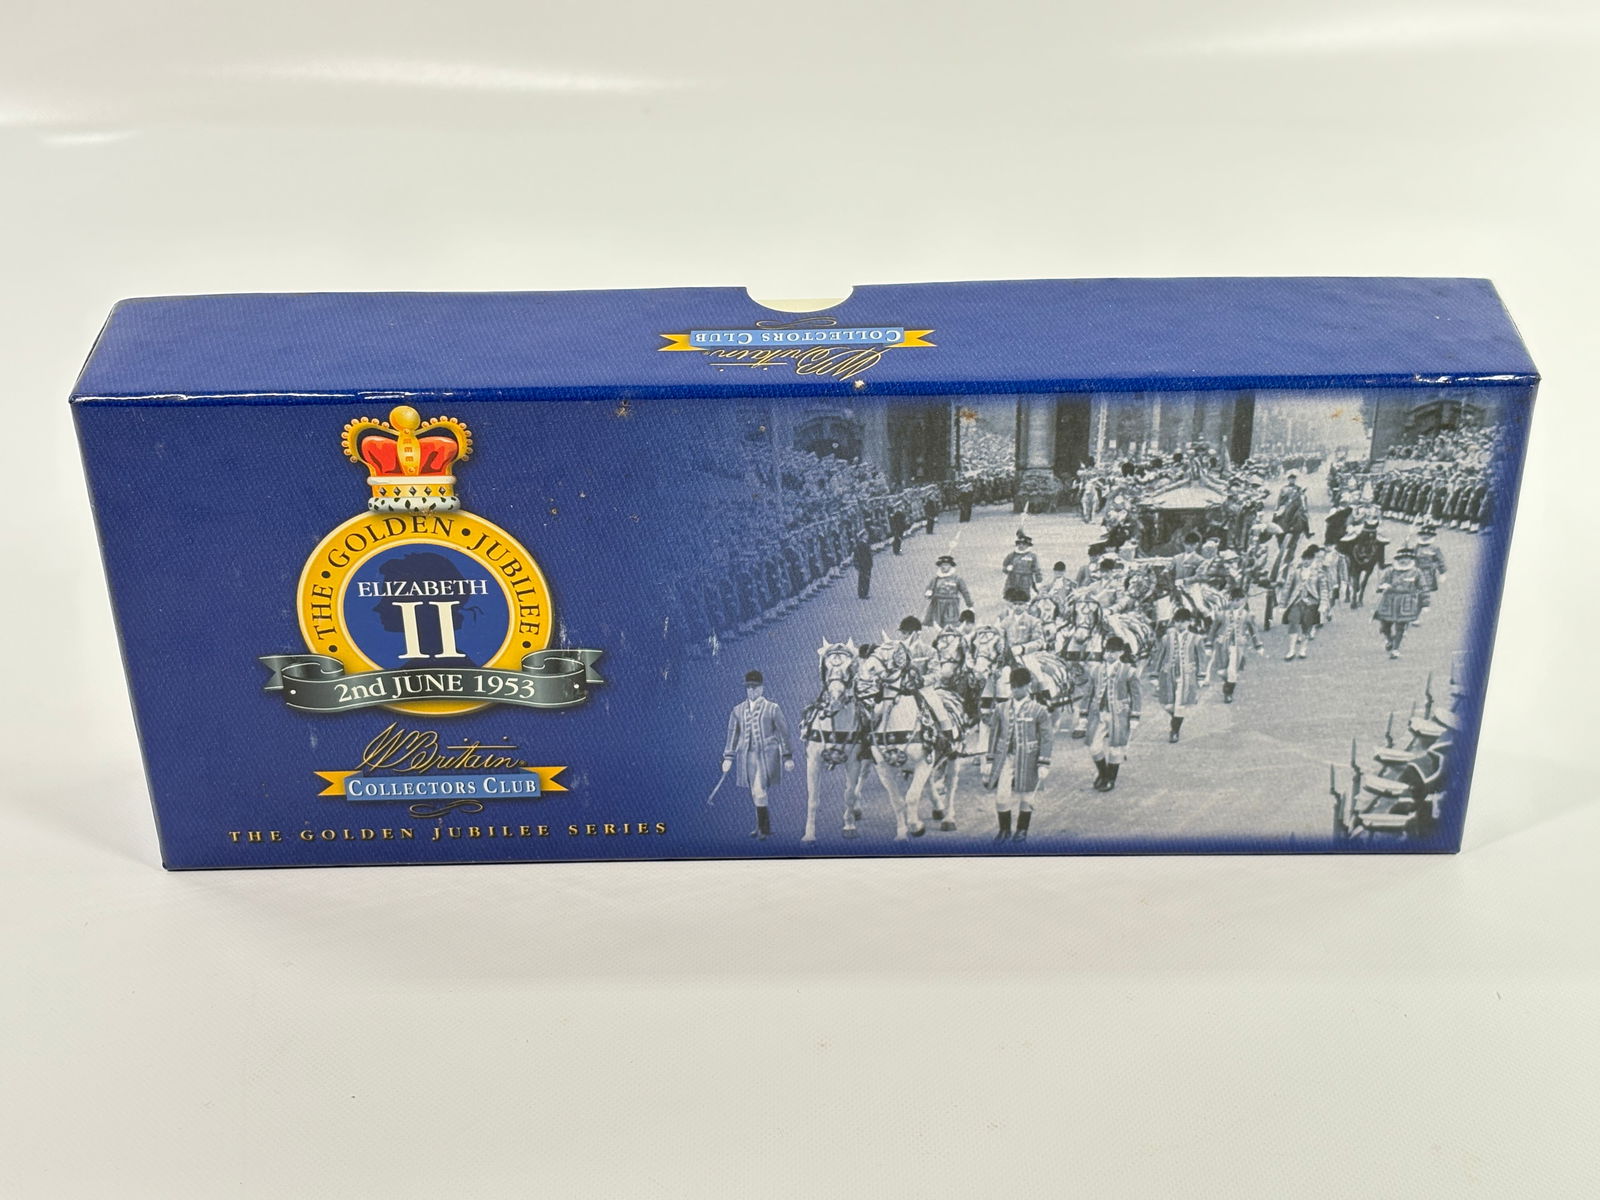 W Britain
COLLECTORS CLUB
THE • GOLDEN • JUBILEE •
ELIZABETH
II
2nd JUNE 1953
W Britain
COLLECTORS CLUB
THE GOLDEN JUBILEE SERIES